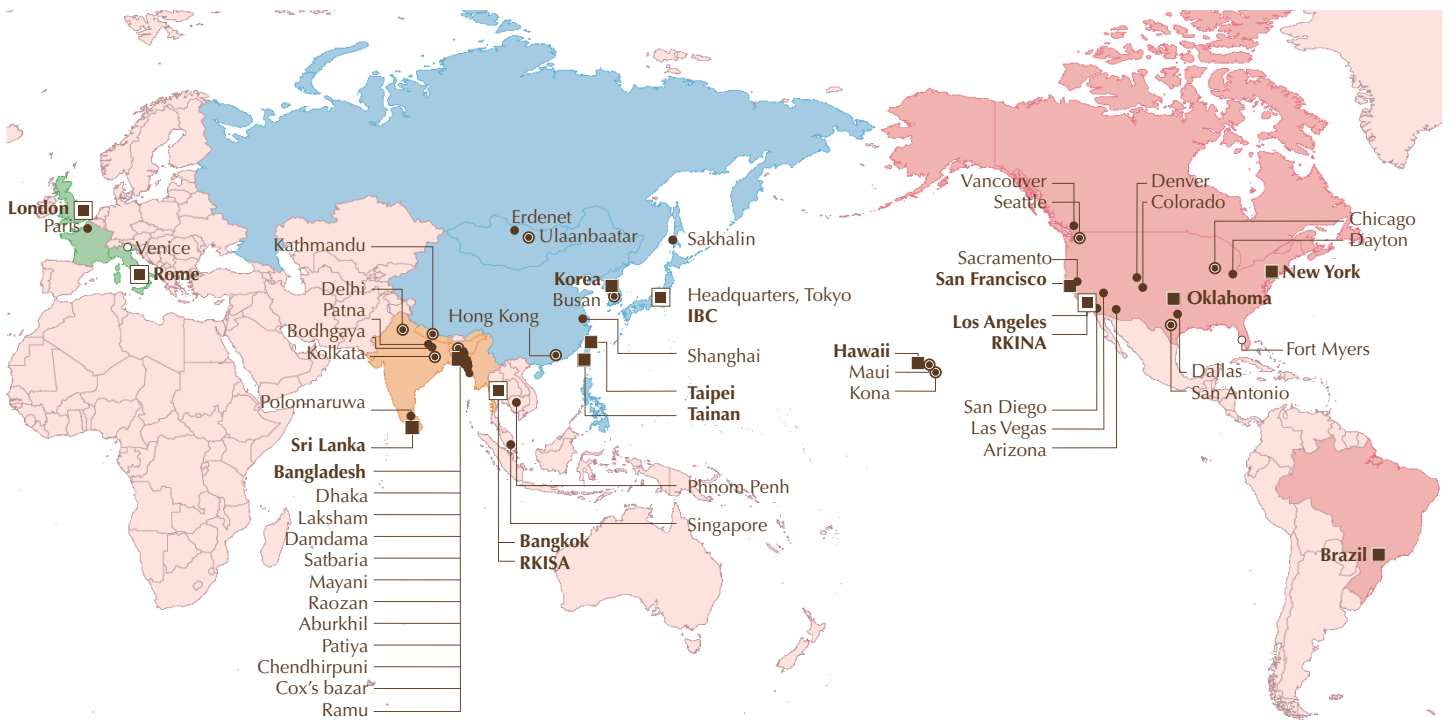 London
Paris
Venice
Rome
Kathmandu
Delhi
Patna
Bodhgaya
Kolkata
Polonnaruwa
Sri Lanka
Bangladesh
Dhaka
Laksham
Damdama
Satbaria
Mayani
Raozan
Aburkhil
Patiya
Chendhirpuni
Cox's bazar
Ramu
Erdenet
Ulaanbaatar
Sakhalin
Korea
Busan
Headquarters, Tokyo
IBC
Hong Kong
Shanghai
Taipei
Tainan
Phnom Penh
Singapore
Bangkok
RKISA
Hawaii
Maui
Kona
Vancouver
Seattle
Sacramento
San Francisco
Los Angeles
RKINA
San Diego
Las Vegas
Arizona
Denver
Colorado
Chicago
Dayton
New York
Oklahoma
Fort Myers
Dallas
San Antonio
Brazil